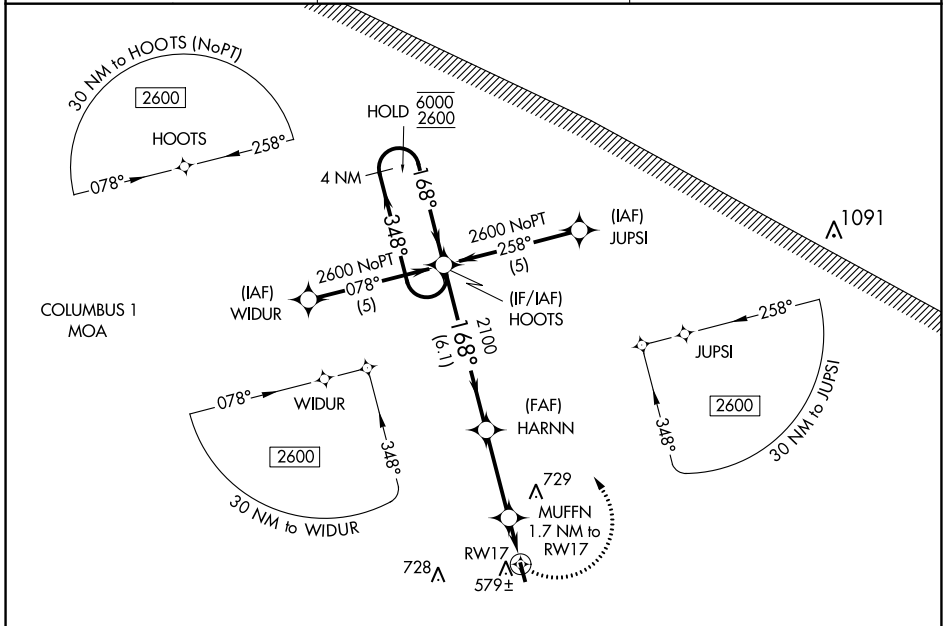 30 NM to HOOTS (NoPT)
2600
HOOTS
078°
258°
HOLD 6000
2600
4 NM
168°
348°
2600 NoPT
258°
(5)
(IAF)
JUPSI
1091
2600 NoPT
078°
(5)
(IAF)
WIDUR
(IF/IAF)
HOOTS
COLUMBUS 1
MOA
2100
168°
(6.1)
258°
JUPSI
2600
348°
30 NM to JUPSI
078°
WIDUR
2600
348°
30 NM to WIDUR
(FAF)
HARNN
729
MUFFN
1.7 NM to
RW17
RW17
728
579±